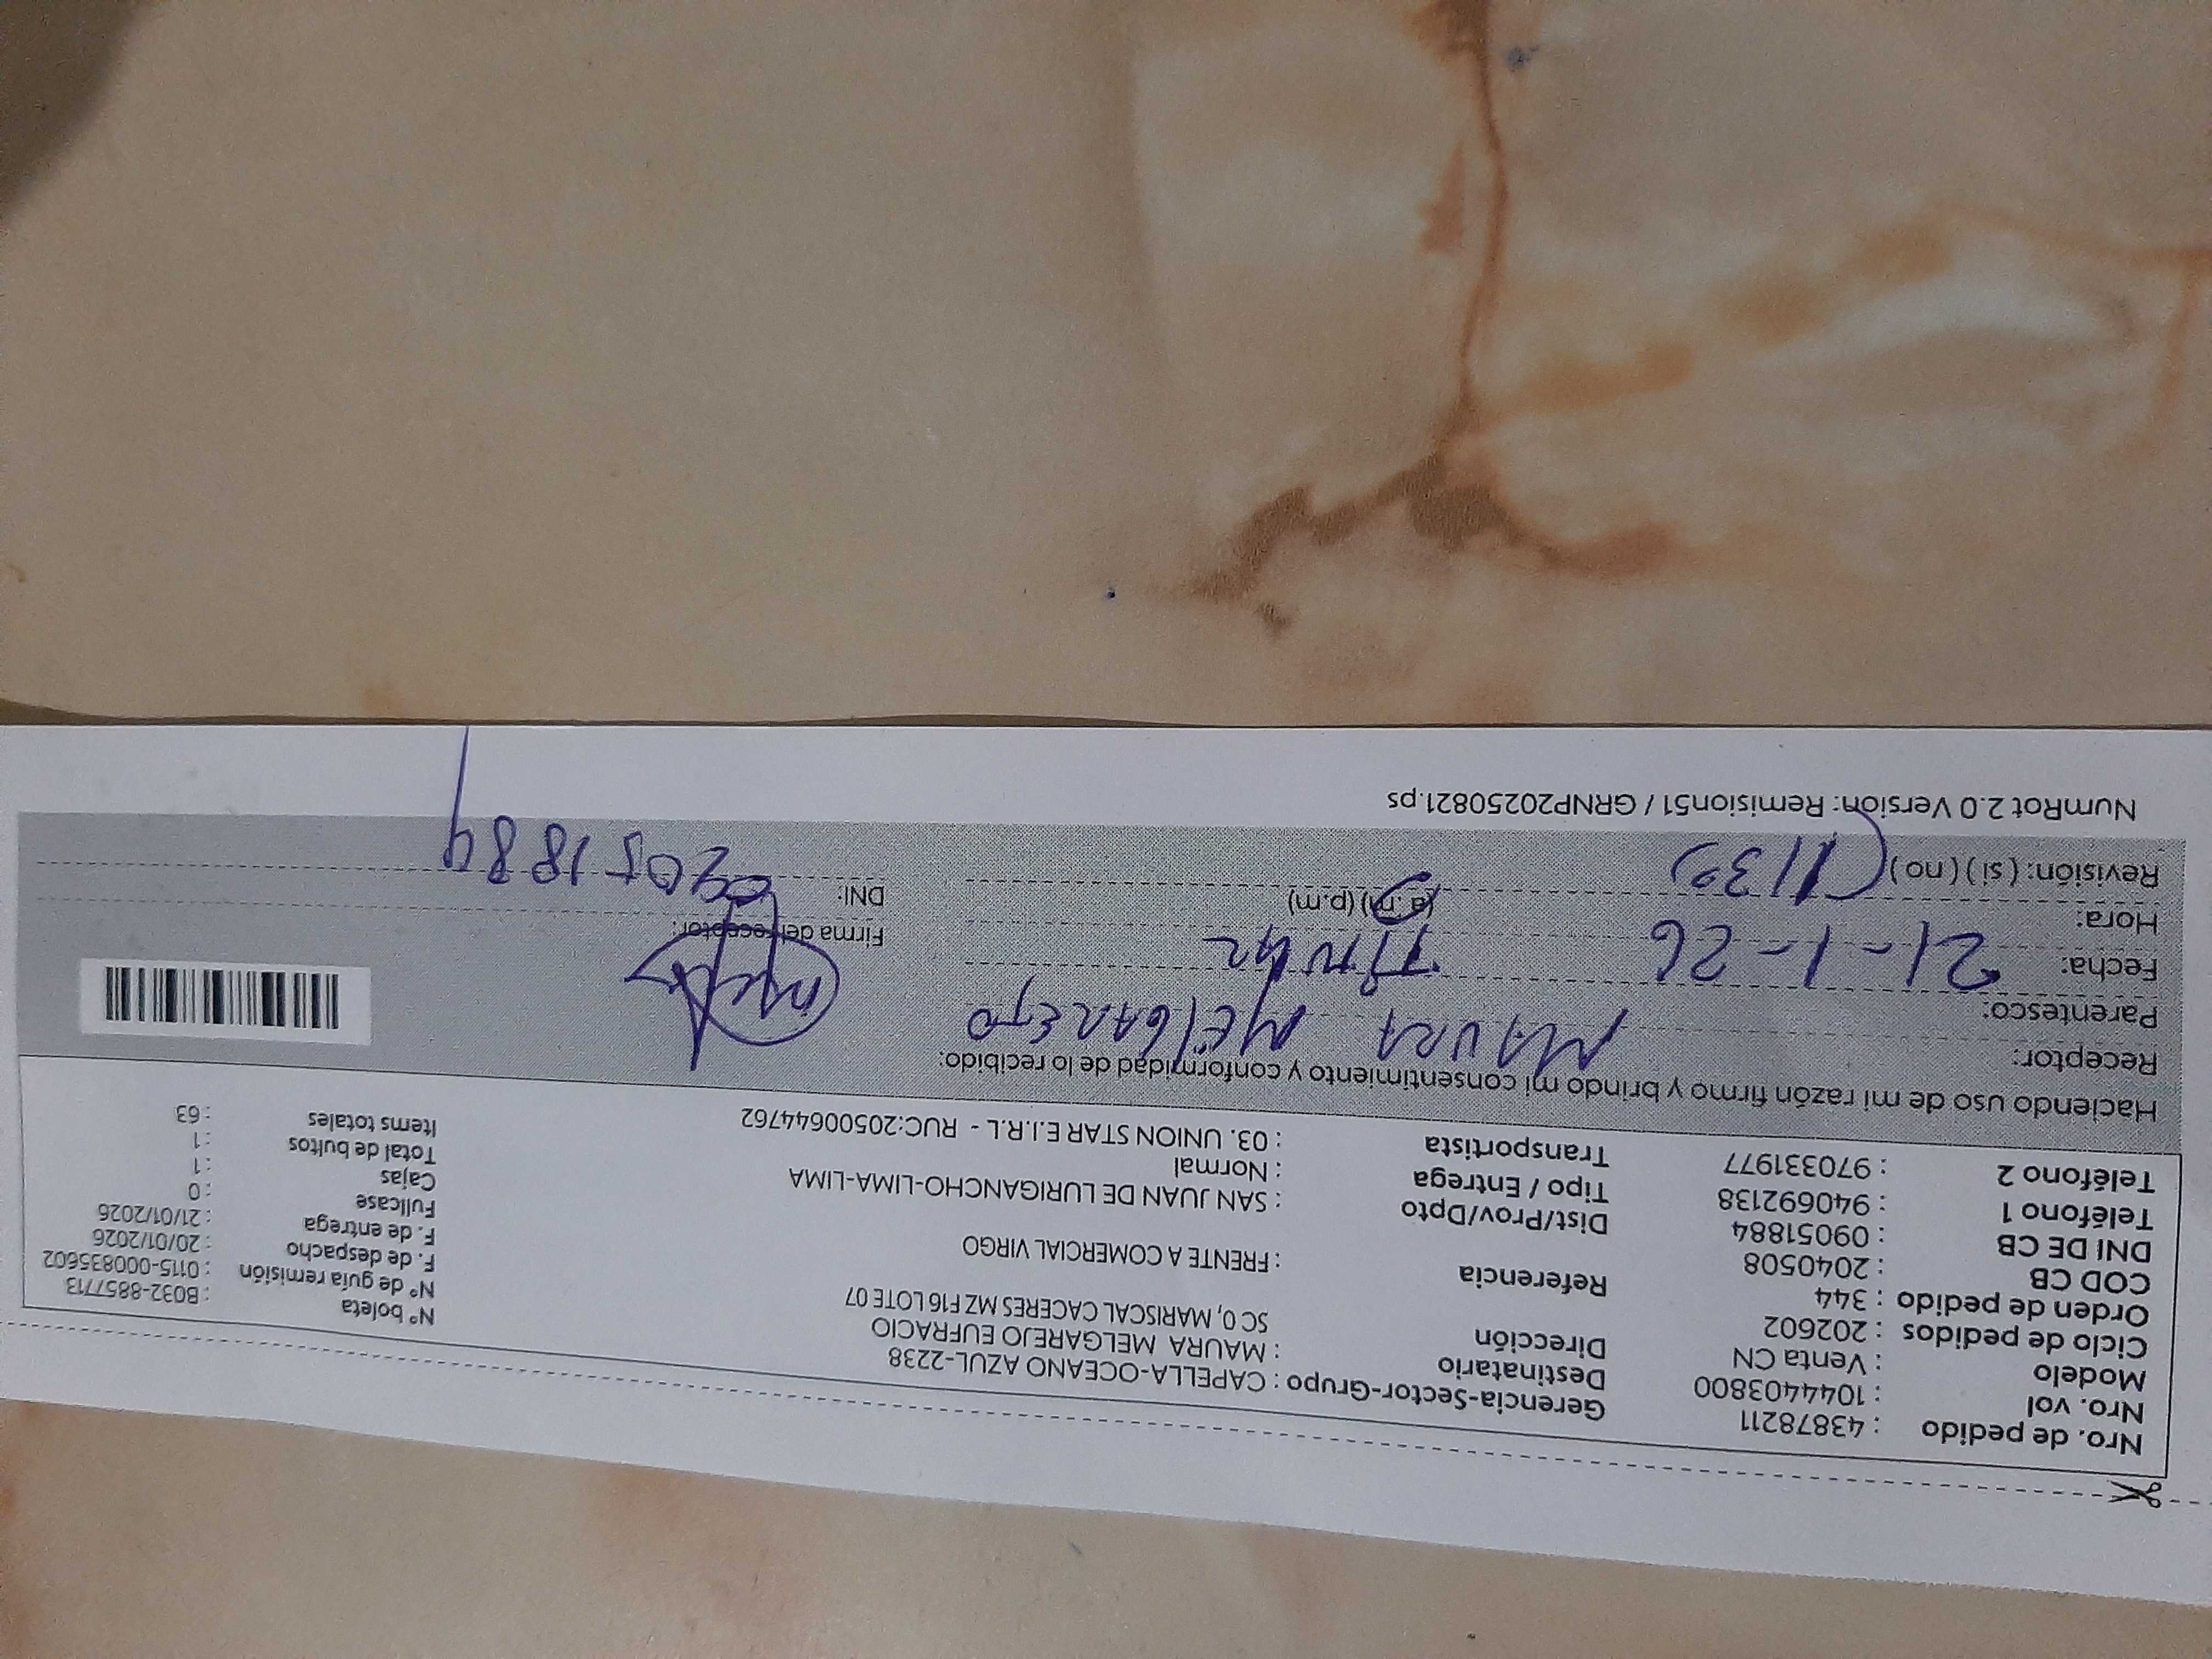 Nro. de pedido : 43878211
Nro. vol : 1044403800
Modelo : Venta CN
Ciclo de pedidos : 202602
Orden de pedido : 344
COD CB : 2040508
DNI DE CB : 09051884
Teléfono 1 : 940692138
Teléfono 2 : 970331977
Gerencia-Sector-Grupo : CAPELLA-OCEANO AZUL-2238
Destinatario : MAURA MELGAREJO EUFRACIO
Dirección SC 0, MARISCAL CACERES MZ F16 LOTE 07
Referencia : FRENTE A COMERCIAL VIRGO
Dist/Prov/Dpto : SAN JUAN DE LURIGANCHO-LIMA-LIMA
Tipo / Entrega : Normal
Transportista : 03. UNION STAR E.I.R.L - RUC:20500644762
Nº boleta : B032-8857713
Nº de guía remisión : 0115-000835602
F. de despacho : 20/01/2026
F. de entrega : 21/01/2026
Fullcase : 0
Cajas : 1
Total de bultos : 1
Items totales : 63
Haciendo uso de mi razón firmo y brindo mi consentimiento y conformidad de lo recibido:
Receptor: MAURA MELGAREJO
Parentesco:
Fecha: 21-1-26
Hora: (a.m) (p.m)
Revisión: ( si ) ( no ) 1139
Firma del receptor:
DNI: 09051884
NumRot 2.0 Versión: Remision51 / GRNP20250821.ps